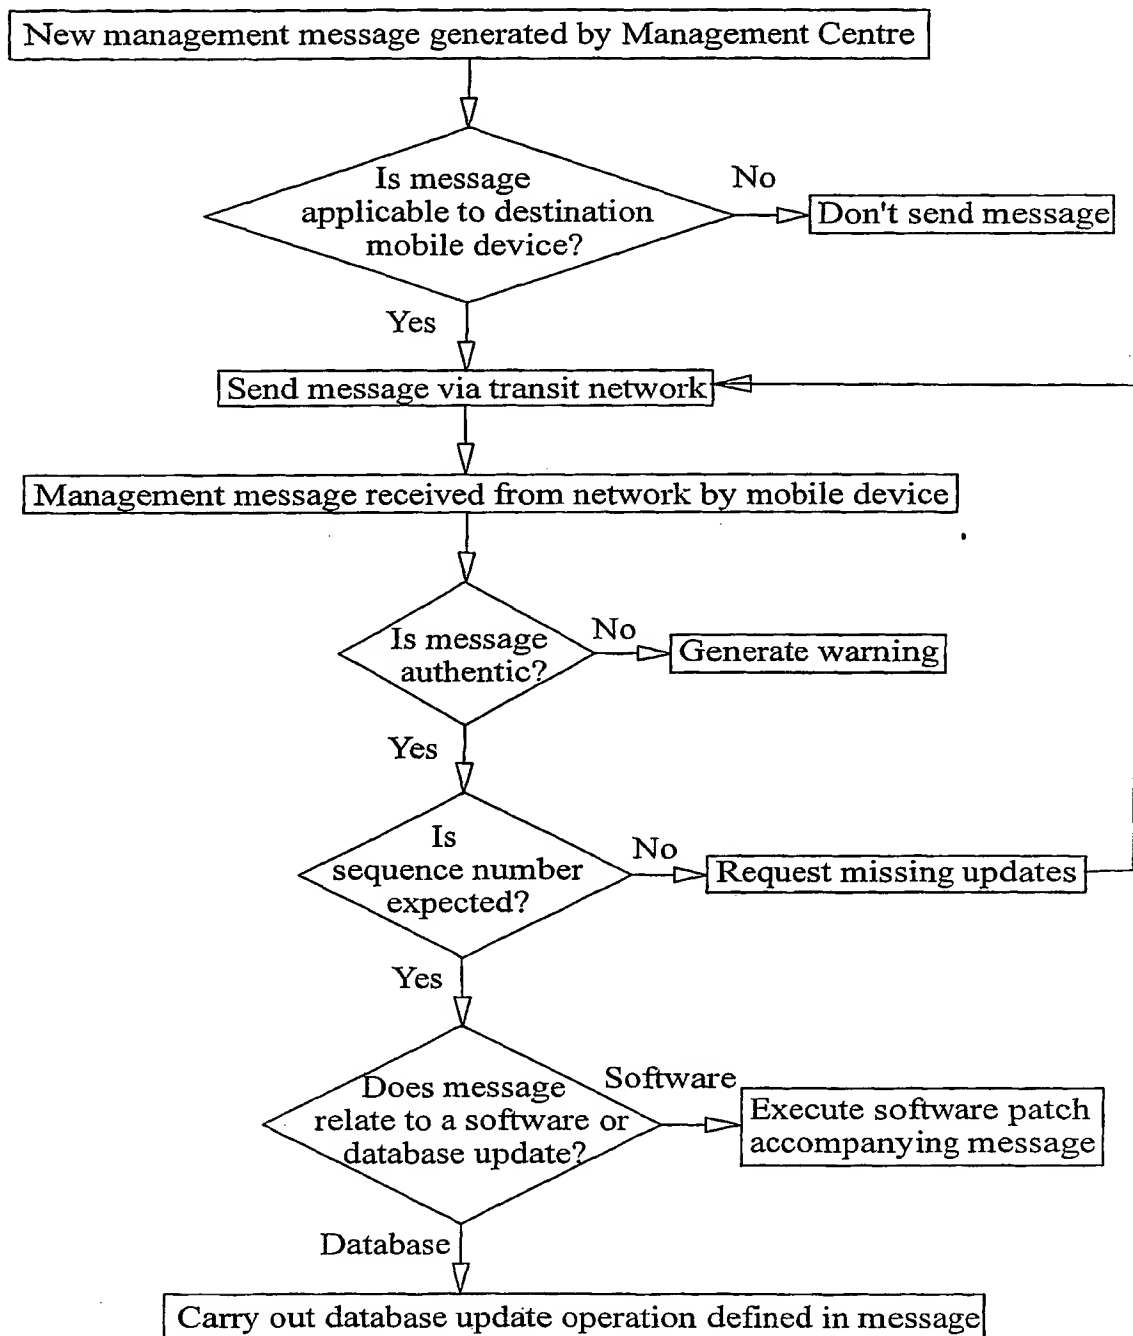 New management message generated by Management Centre
Is message
applicable to destination
mobile device?
No
Don't send message
Yes
Send message via transit network
Management message received from network by mobile device
Is message
authentic?
No
Generate warning
Yes
Is
sequence number
expected?
No
Request missing updates
Yes
Does message
relate to a software or
database update?
Software
Execute software patch
accompanying message
Database
Carry out database update operation defined in message